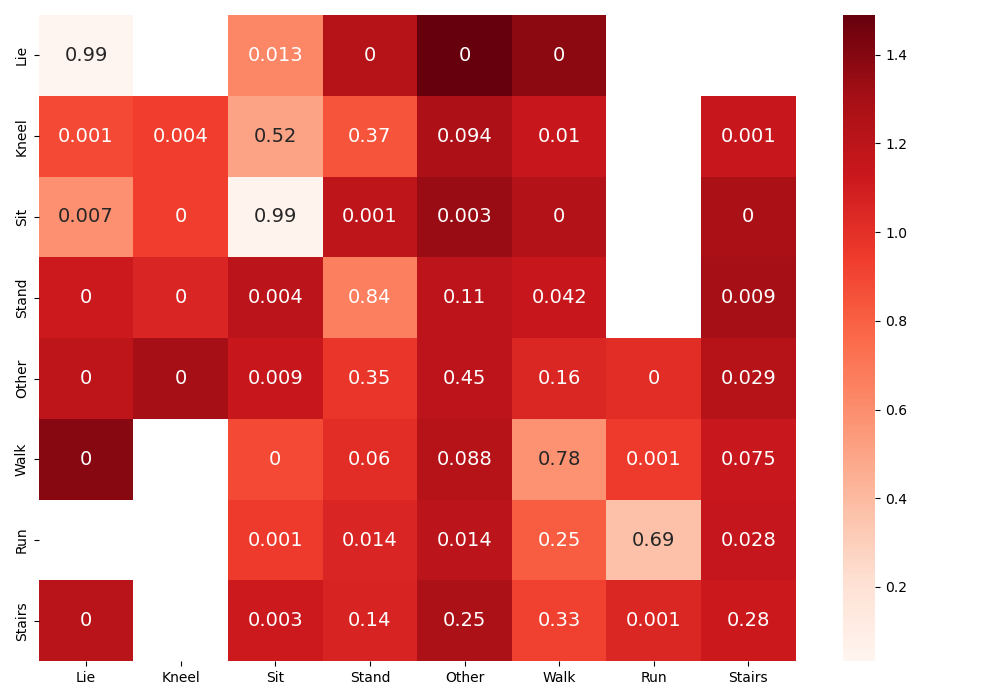 Lie 0.99 0.013 0 0 0
Kneel 0.001 0.004 0.52 0.37 0.094 0.01 0.001
Sit 0.007 0 0.99 0.001 0.003 0 0
Stand 0 0 0.004 0.84 0.11 0.042 0.009
Other 0 0 0.009 0.35 0.45 0.16 0 0.029
Walk 0 0 0.06 0.088 0.78 0.001 0.075
Run 0.001 0.014 0.014 0.25 0.69 0.028
Stairs 0 0.003 0.14 0.25 0.33 0.001 0.28
Lie Kneel Sit Stand Other Walk Run Stairs
1.4
1.2
1.0
0.8
0.6
0.4
0.2